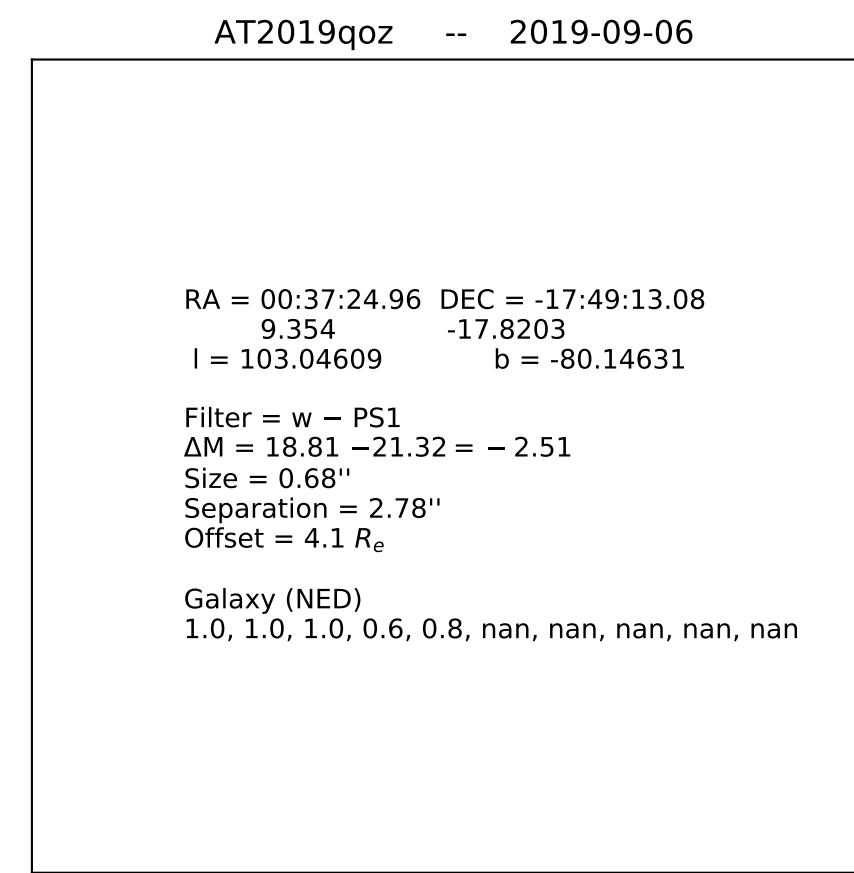 AT2019qoz -- 2019-09-06
RA = 00:37:24.96 DEC = -17:49:13.08
9.354 -17.8203
l = 103.04609 b = -80.14631
Filter = w − PS1
ΔM = 18.81 −21.32 = − 2.51
Size = 0.68''
Separation = 2.78''
Offset = 4.1 Re
Galaxy (NED)
1.0, 1.0, 1.0, 0.6, 0.8, nan, nan, nan, nan, nan